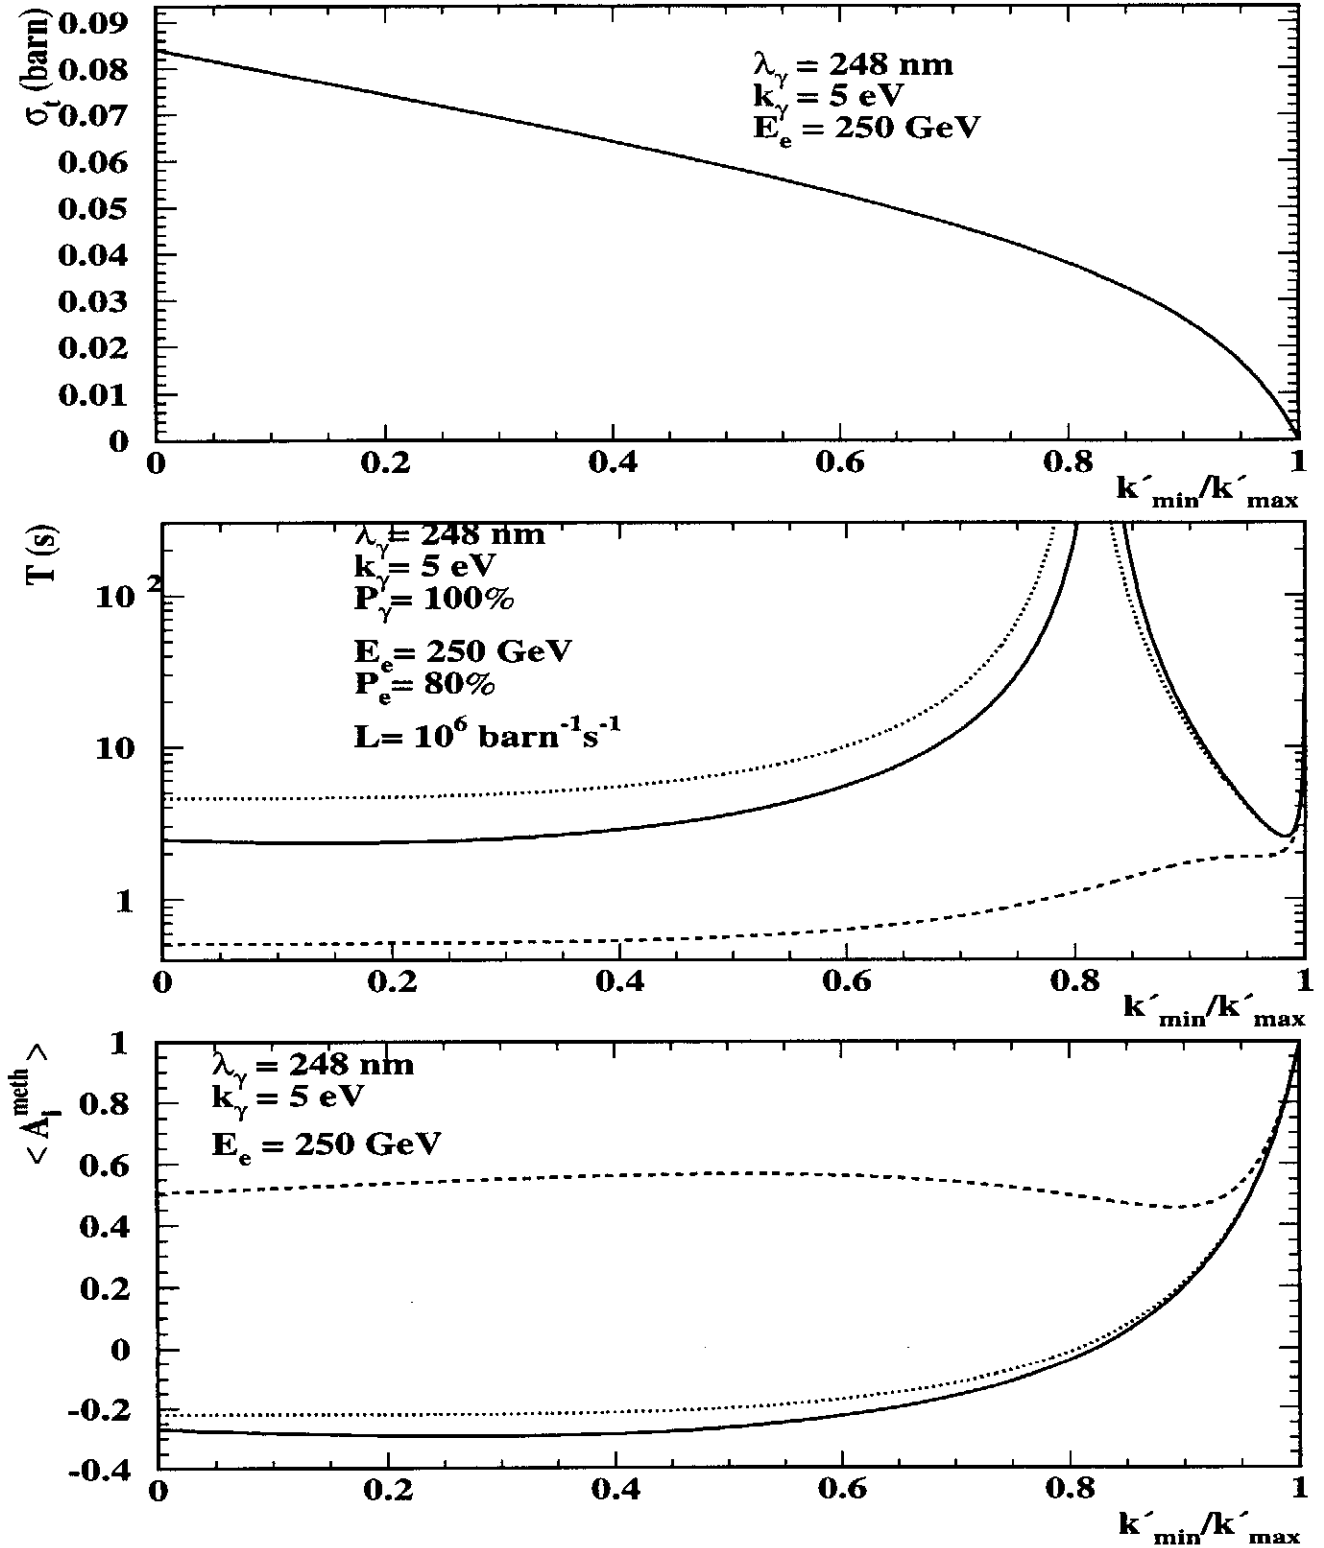 σt (barn)
0.09
0.08
0.07
0.06
0.05
0.04
0.03
0.02
0.01
0
λγ = 248 nm
kγ = 5 eV
Ee = 250 GeV
0 0.2 0.4 0.6 0.8 1
k´min/k´max
T (s)
10 2
10
1
λγ= 248 nm
kγ= 5 eV
Pγ= 100%
Ee= 250 GeV
Pe= 80%
L= 10^6 barn^-1s^-1
0 0.2 0.4 0.6 0.8 1
k´min/k´max
< Al^meth >
1
0.8
0.6
0.4
0.2
0
-0.2
-0.4
λγ = 248 nm
kγ = 5 eV
Ee = 250 GeV
0 0.2 0.4 0.6 0.8 1
k´min/k´max